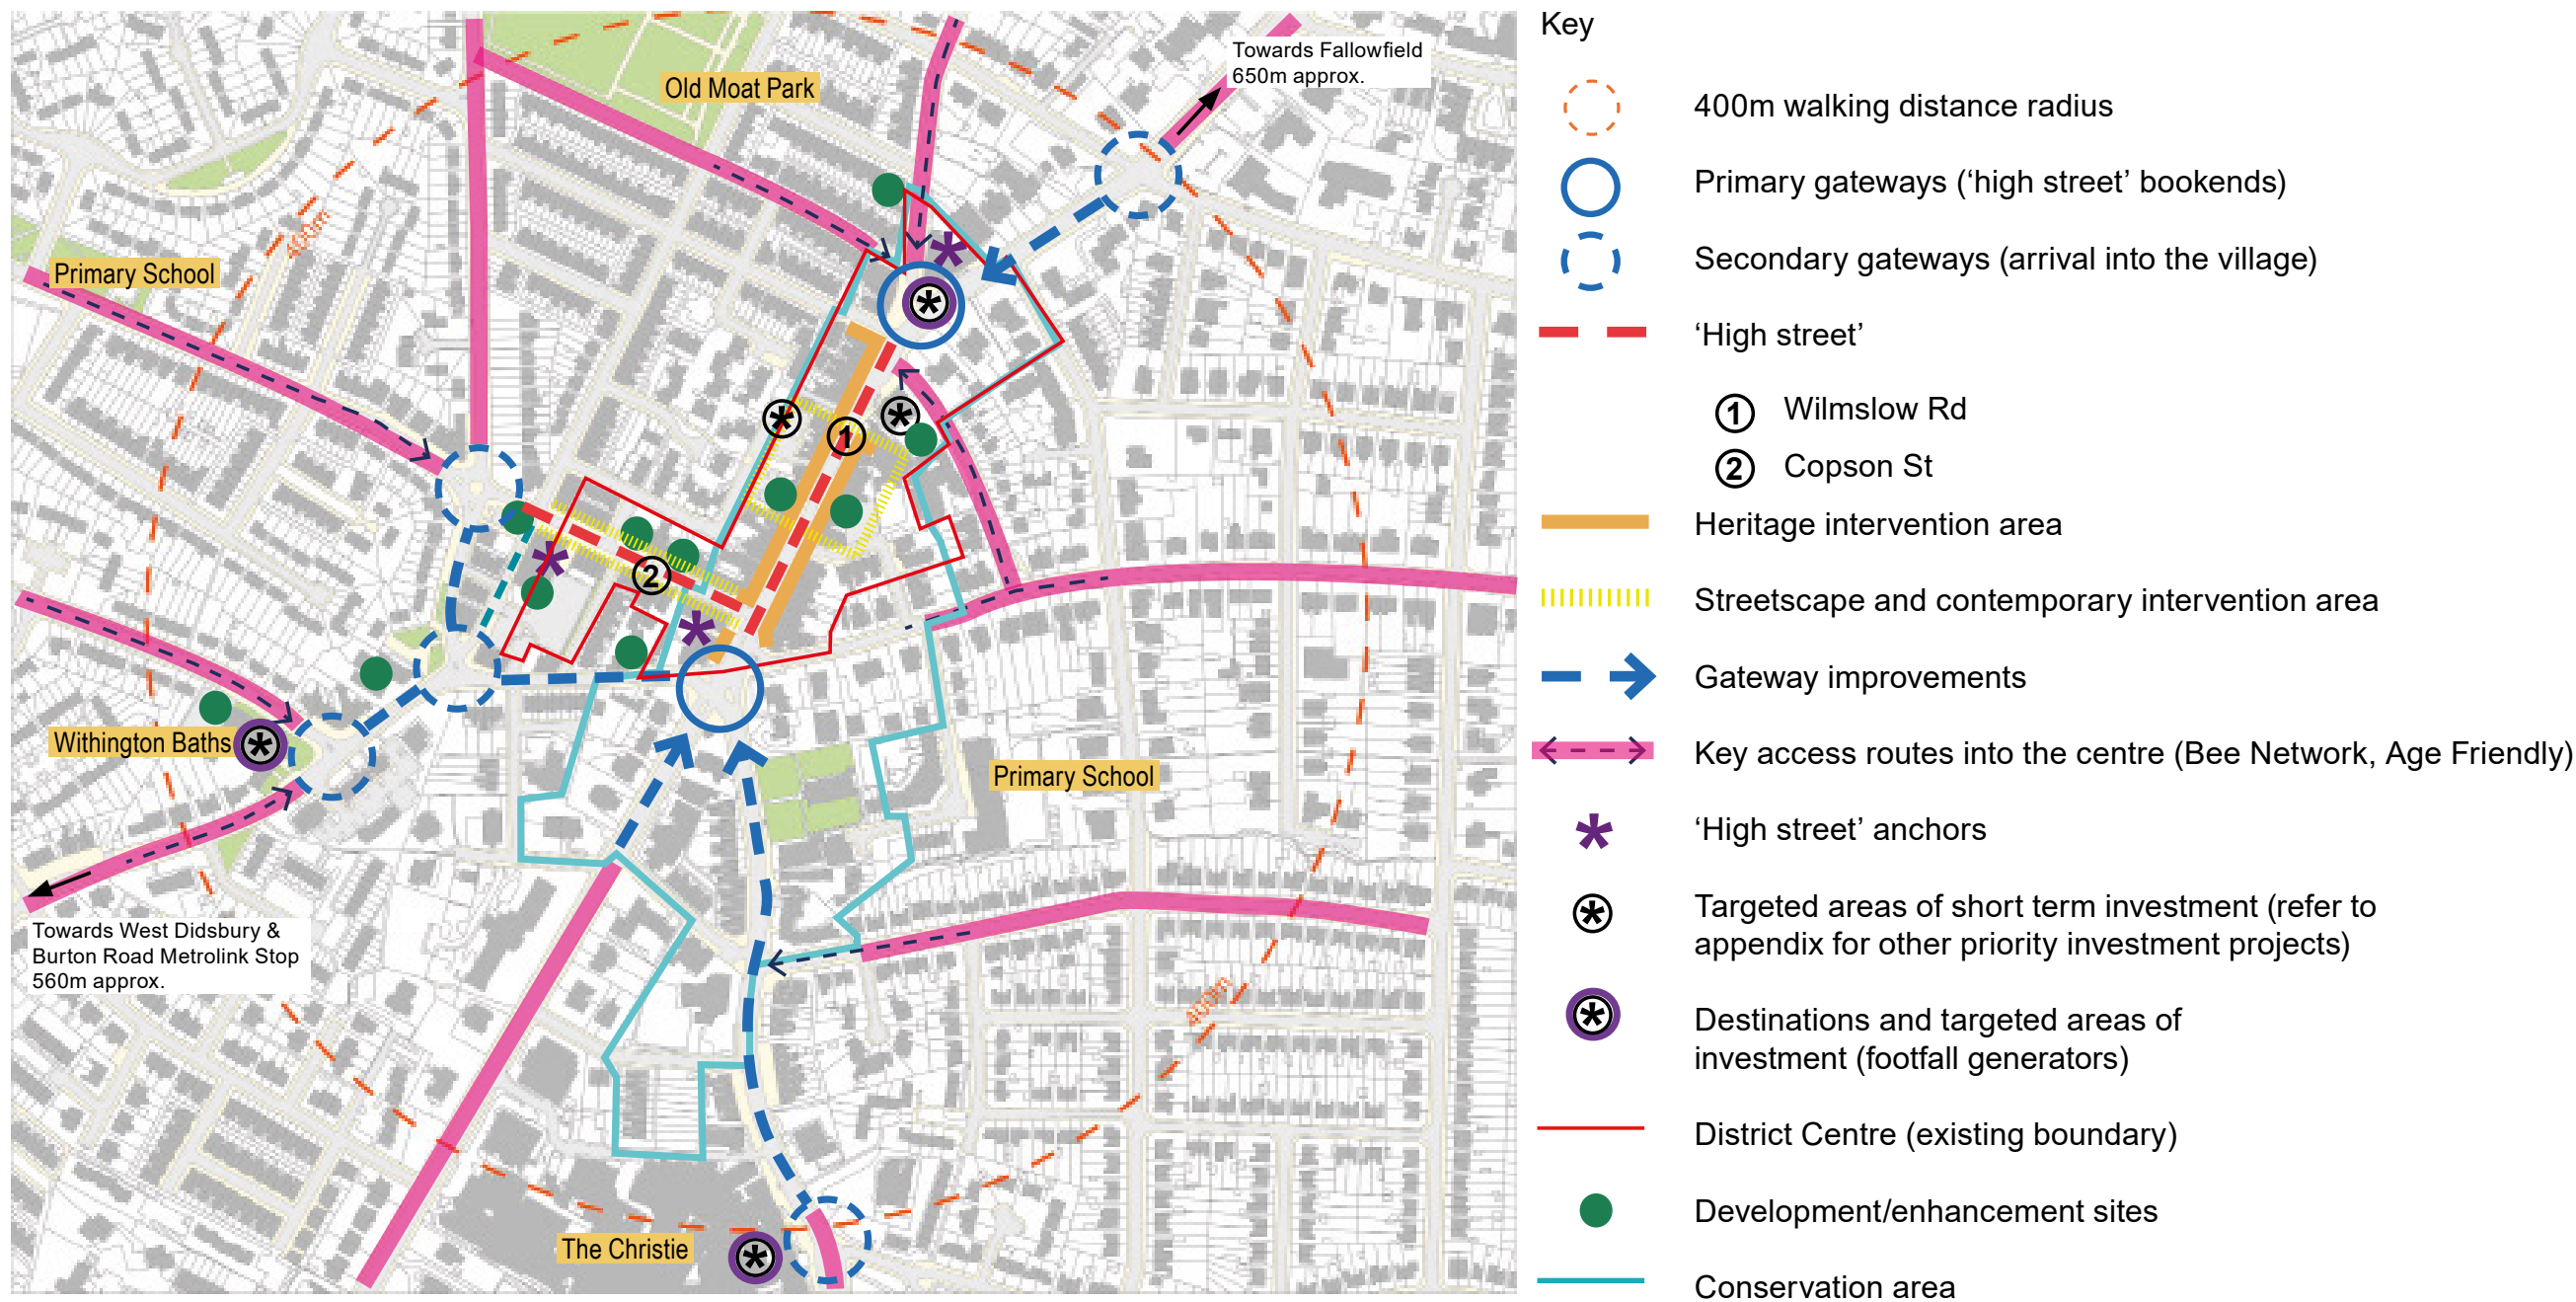 Old Moat Park
Towards Fallowfield
650m approx.
400m
Primary School
1
2
Withington Baths
Primary School
Towards West Didsbury &
Burton Road Metrolink Stop
560m approx.
400m
The Christie
Key
400m walking distance radius
Primary gateways (‘high street’ bookends)
Secondary gateways (arrival into the village)
‘High street’
1 Wilmslow Rd
2 Copson St
Heritage intervention area
Streetscape and contemporary intervention area
Gateway improvements
Key access routes into the centre (Bee Network, Age Friendly)
‘High street’ anchors
Targeted areas of short term investment (refer to
appendix for other priority investment projects)
Destinations and targeted areas of
investment (footfall generators)
District Centre (existing boundary)
Development/enhancement sites
Conservation area